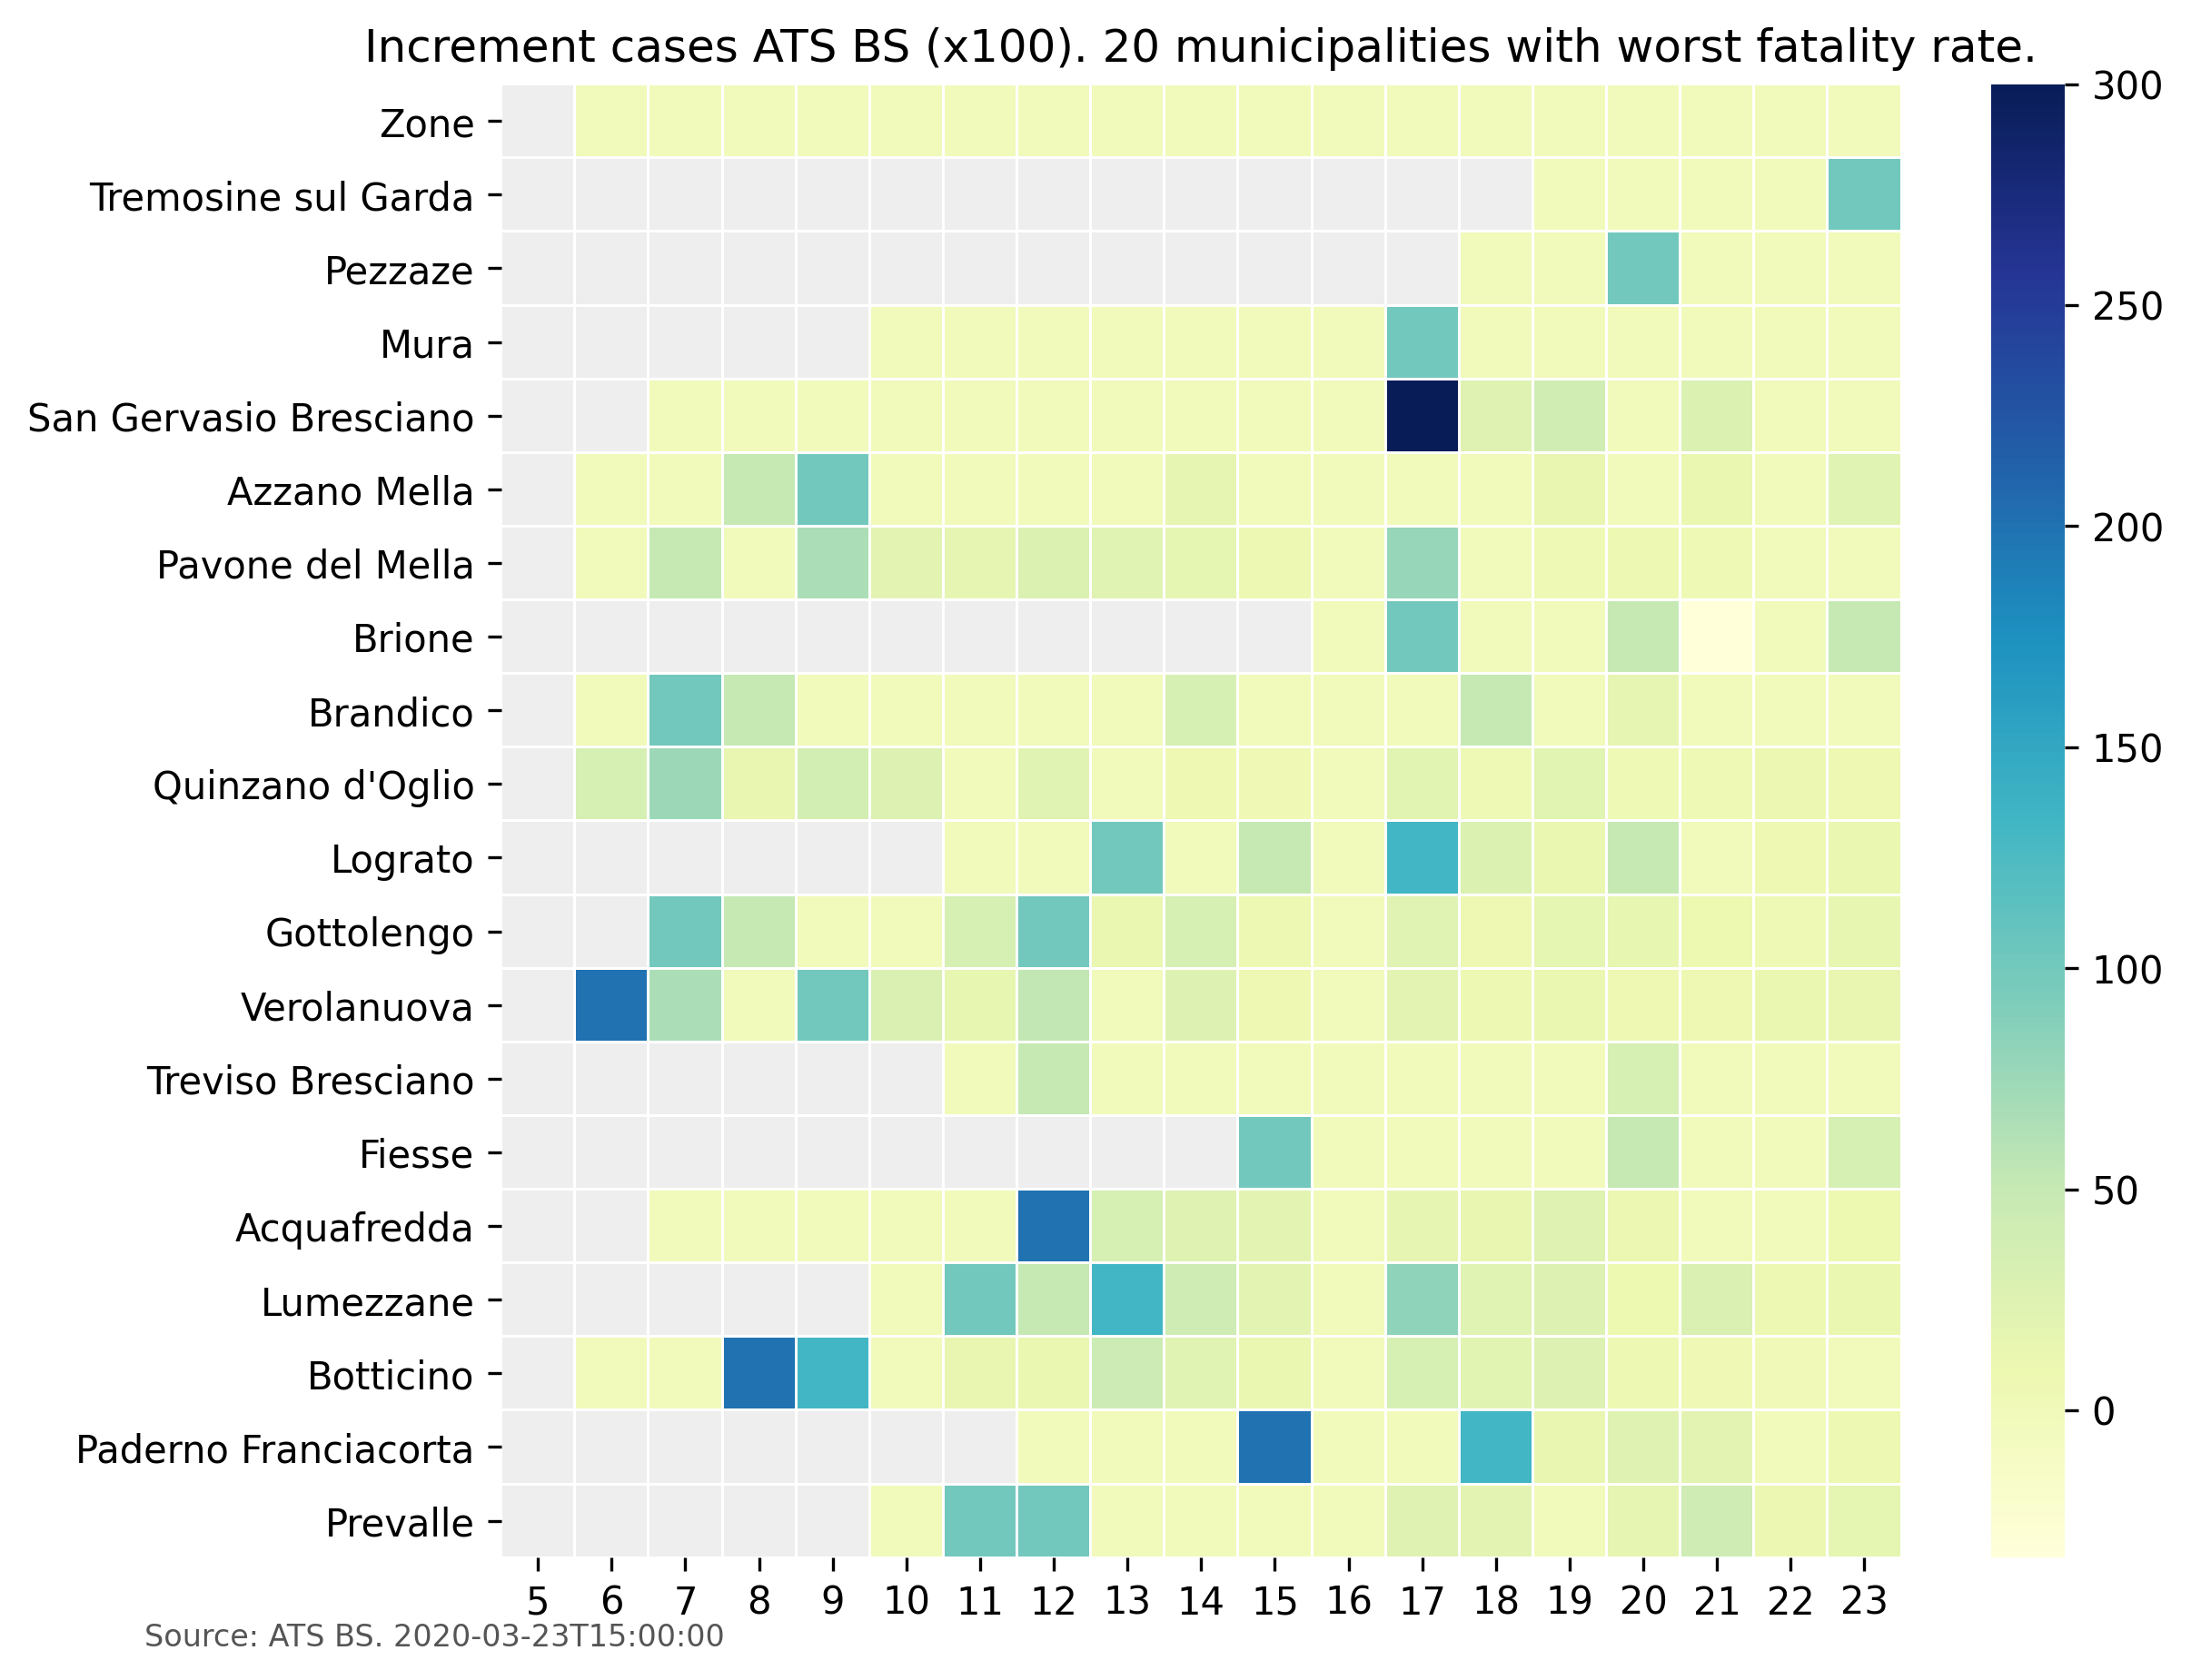 Increment cases ATS BS (x100). 20 municipalities with worst fatality rate.
Zone
Tremosine sul Garda
Pezzaze
Mura
San Gervasio Bresciano
Azzano Mella
Pavone del Mella
Brione
Brandico
Quinzano d'Oglio
Lograto
Gottolengo
Verolanuova
Treviso Bresciano
Fiesse
Acquafredda
Lumezzane
Botticino
Paderno Franciacorta
Prevalle
5 6 7 8 9 10 11 12 13 14 15 16 17 18 19 20 21 22 23
300
250
200
150
100
50
0
Source: ATS BS. 2020-03-23T15:00:00